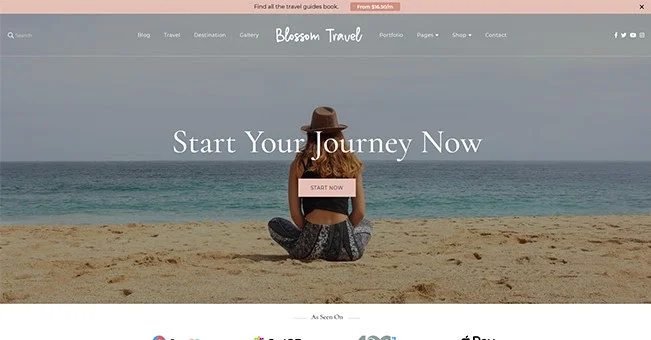 Find all the travel guides book. From $16.50/m
Search Blog Travel Destination Gallery Blossom Travel Portfolio Pages Shop Contact
Start Your Journey Now
START NOW
As Seen On